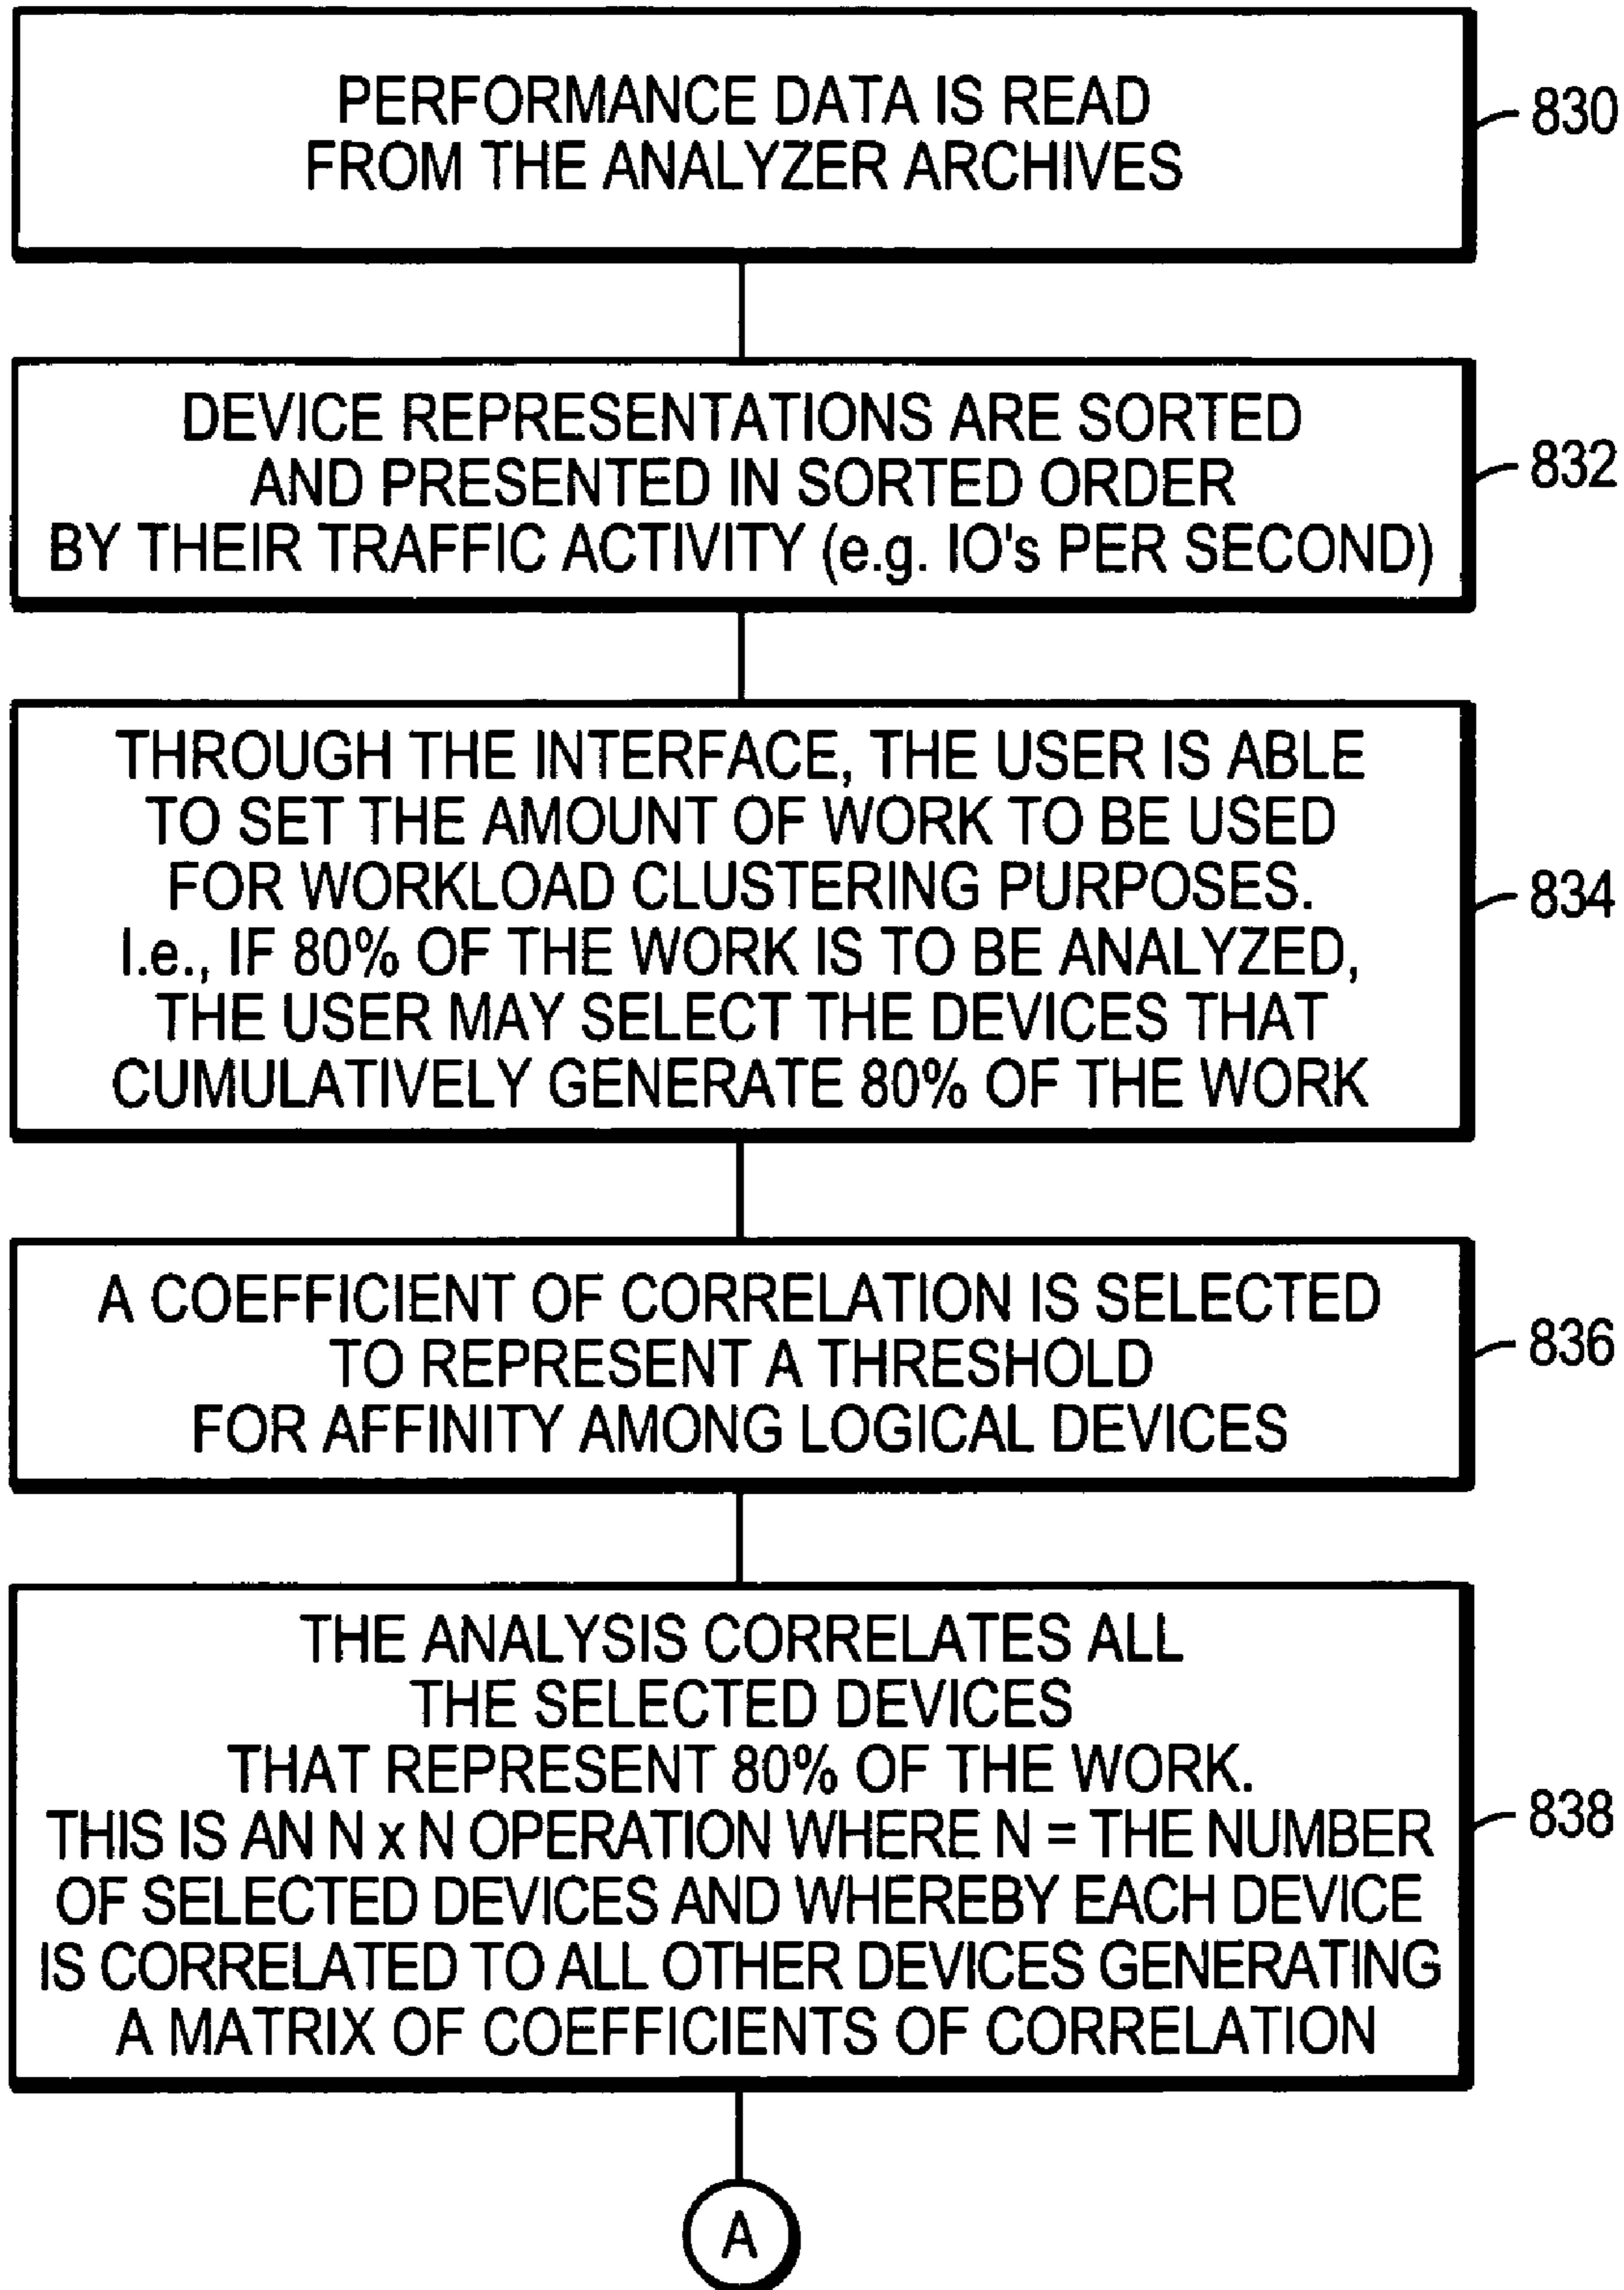 PERFORMANCE DATA IS READ
FROM THE ANALYZER ARCHIVES
830
DEVICE REPRESENTATIONS ARE SORTED
AND PRESENTED IN SORTED ORDER
BY THEIR TRAFFIC ACTIVITY (e.g. IO's PER SECOND)
832
THROUGH THE INTERFACE, THE USER IS ABLE
TO SET THE AMOUNT OF WORK TO BE USED
FOR WORKLOAD CLUSTERING PURPOSES.
I.e., IF 80% OF THE WORK IS TO BE ANALYZED,
THE USER MAY SELECT THE DEVICES THAT
CUMULATIVELY GENERATE 80% OF THE WORK
834
A COEFFICIENT OF CORRELATION IS SELECTED
TO REPRESENT A THRESHOLD
FOR AFFINITY AMONG LOGICAL DEVICES
836
THE ANALYSIS CORRELATES ALL
THE SELECTED DEVICES
THAT REPRESENT 80% OF THE WORK.
THIS IS AN N x N OPERATION WHERE N = THE NUMBER
OF SELECTED DEVICES AND WHEREBY EACH DEVICE
IS CORRELATED TO ALL OTHER DEVICES GENERATING
A MATRIX OF COEFFICIENTS OF CORRELATION
838
A